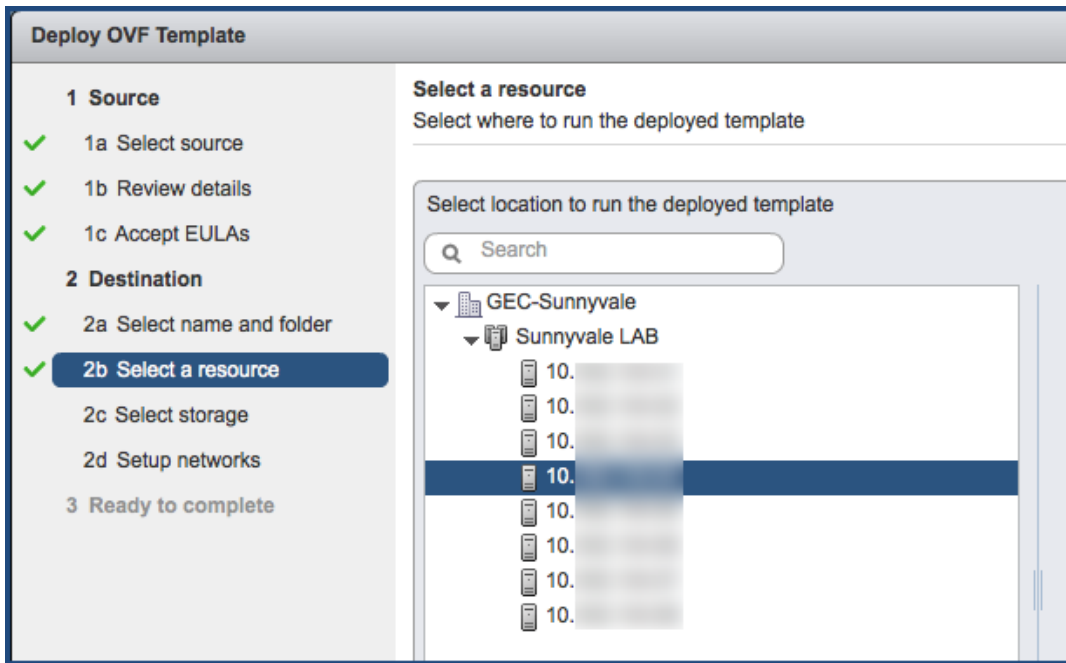 Deploy OVF Template
1 Source
1a Select source
1b Review details
1c Accept EULAs
2 Destination
2a Select name and folder
2b Select a resource
2c Select storage
2d Setup networks
3 Ready to complete
Select a resource
Select where to run the deployed template
Select location to run the deployed template
Search
GEC-Sunnyvale
Sunnyvale LAB
10.
10.
10.
10.
10.
10.
10.
10.